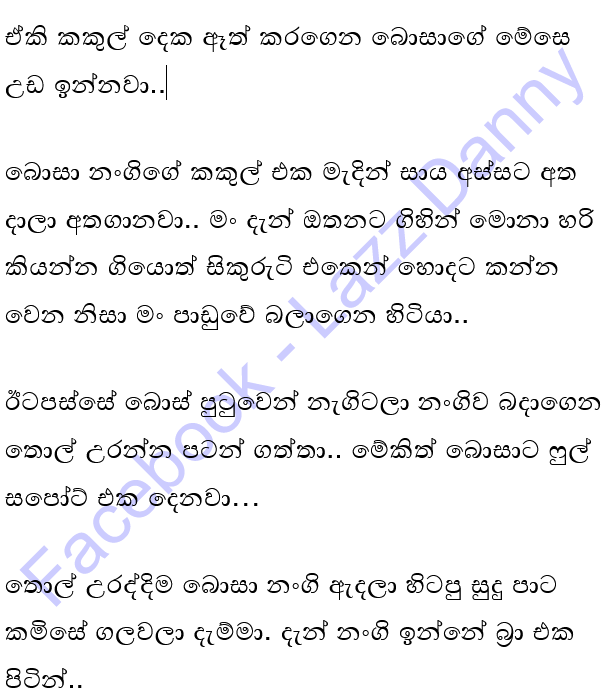 ඒකි කකුල් දෙක ඈත් කරගෙන බොසාගේ මේසෙ
උඩ ඉන්නවා..
බොසා නංගිගේ කකුල් එක මැදින් සාය අස්සට අත
දාලා අතගානවා.. මං දැන් ඔතනට ගිහින් මොනා හරි
කියන්න ගියොත් සිකුරුටි එකෙන් හොදට කන්න
වෙන නිසා මං පාඩුවේ බලාගෙන හිටියා..
ඊටපස්සේ බොස් පුටුවෙන් නැගිටලා නංගිව බදාගෙන
තොල් උරන්න පටන් ගත්තා.. මේකිත් බොසාට ෆුල්
සපෝට් එක දෙනවා…
තොල් උරද්දිම බොසා නංගි ඇදලා හිටපු සුදු පාට
කමිසේ ගලවලා දැම්මා. දැන් නංගි ඉන්නේ බ්‍රා එක
පිටින්..
Facebook - Lazz Danny